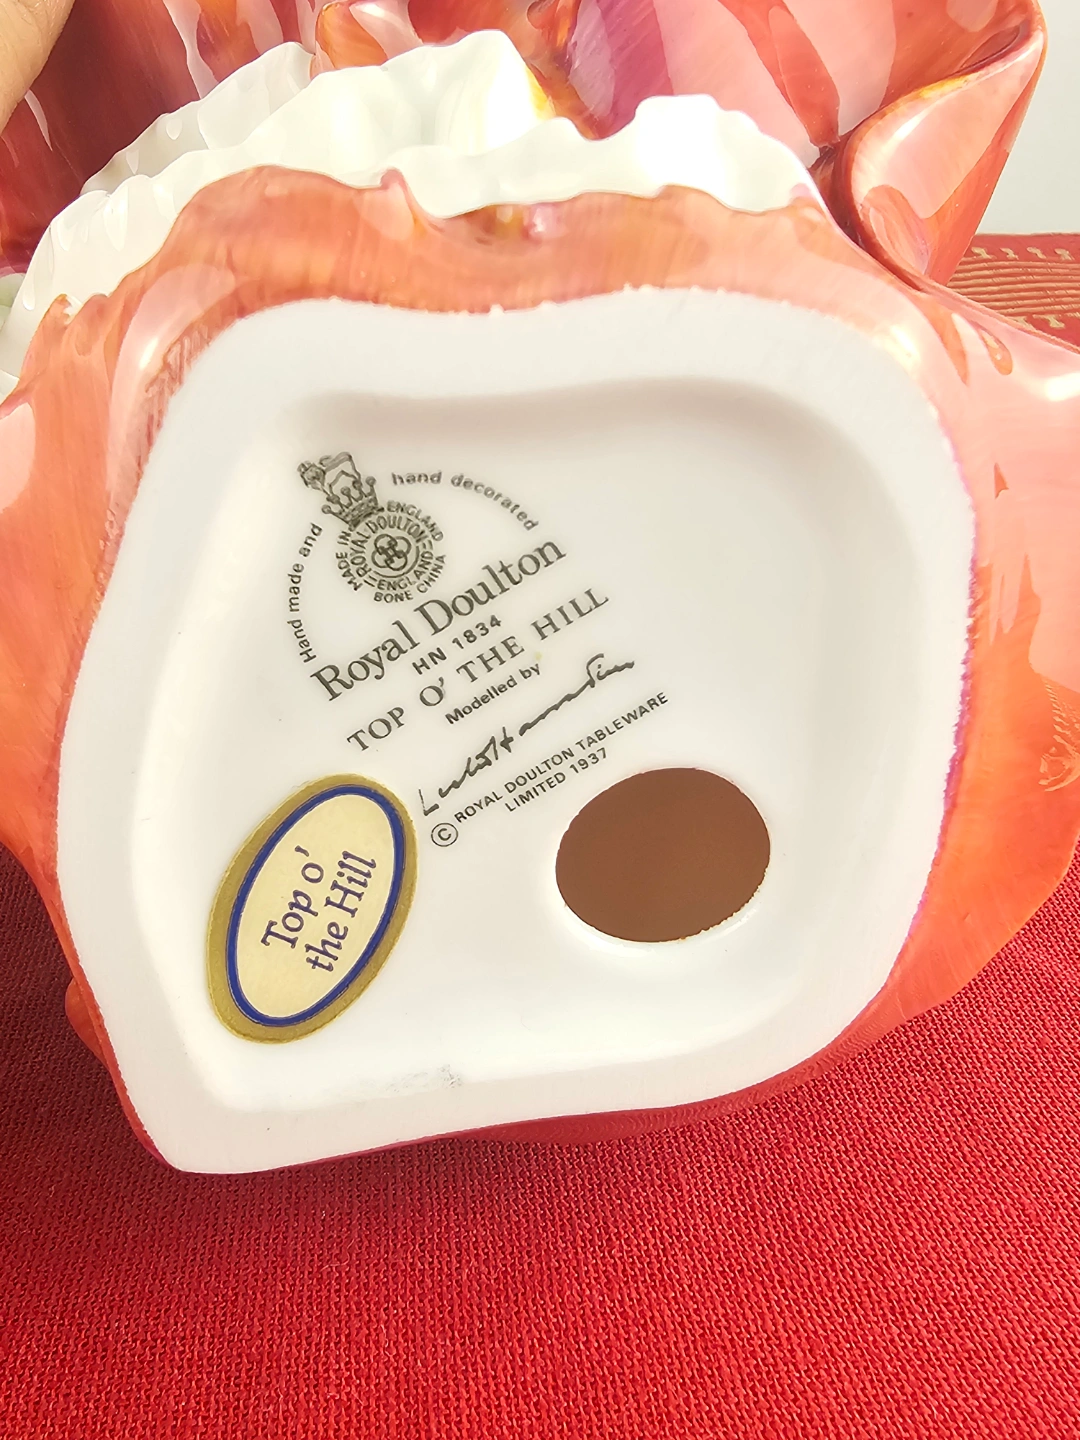 Hand made and hand decorated
MADE IN ENGLAND
ROYAL DOULTON
ENGLAND
BONE CHINA
Royal Doulton
HN 1834
TOP O' THE HILL
Modelled by
© ROYAL DOULTON TABLEWARE
LIMITED 1937
Top o'
the Hill